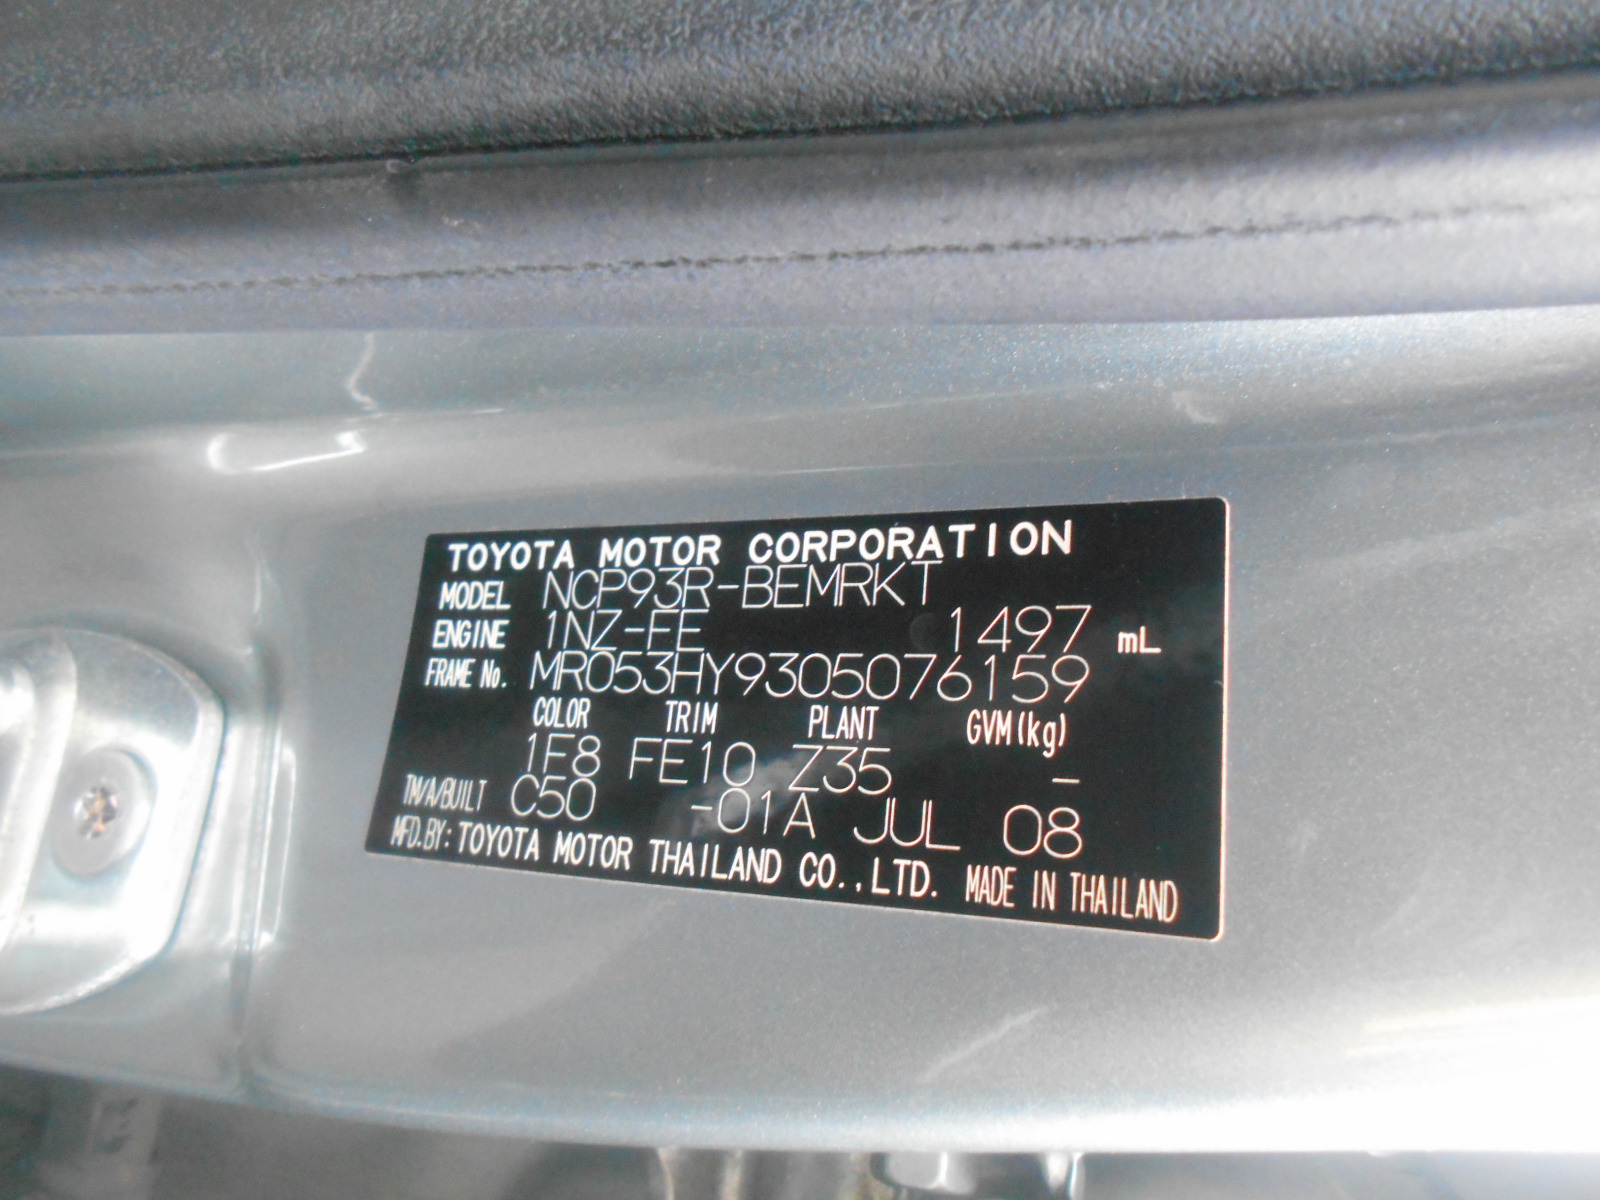 TOYOTA MOTOR CORPORATION
MODEL NCP93R-BEMRKT
ENGINE 1NZ-FE 1497 mL
FRAME No. MR053HY9305076159
COLOR TRIM PLANT GVM(kg)
1F8 FE10 Z35 -
TM/A/BUILT C50 -01A JUL 08
MFD.BY: TOYOTA MOTOR THAILAND CO.,LTD. MADE IN THAILAND